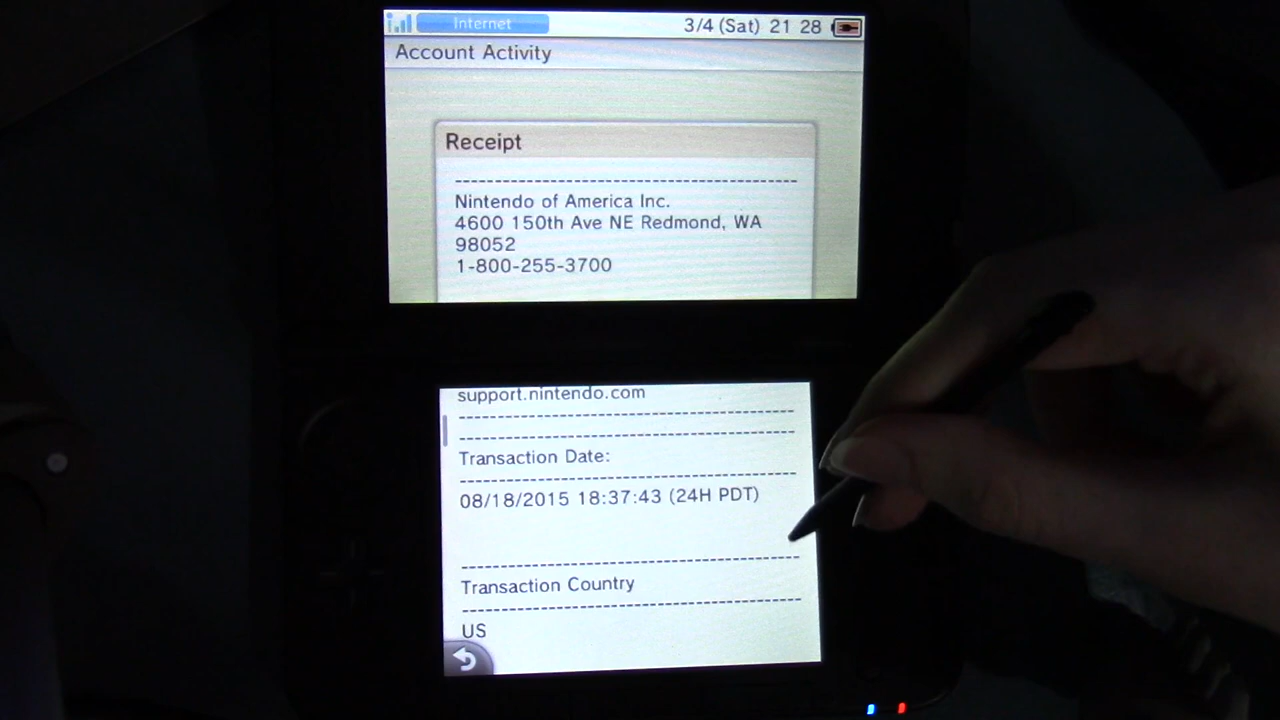 Internet 3/4 (Sat) 21 28
Account Activity
Receipt
--------------------------------------------
Nintendo of America Inc.
4600 150th Ave NE Redmond, WA
98052
1-800-255-3700
support.nintendo.com
--------------------------------------------
--------------------------------------------
Transaction Date:
--------------------------------------------
08/18/2015 18:37:43 (24H PDT)
--------------------------------------------
Transaction Country
--------------------------------------------
US